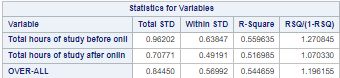 Statistics for Variables
Variable Total STD Within STD R-Square RSQ/(1-RSQ)
Total hours of study before onli 0.96202 0.63847 0.559635 1.270845
Total hours of study after onlin 0.70771 0.49191 0.516985 1.070330
OVER-ALL 0.84450 0.56992 0.544659 1.196155